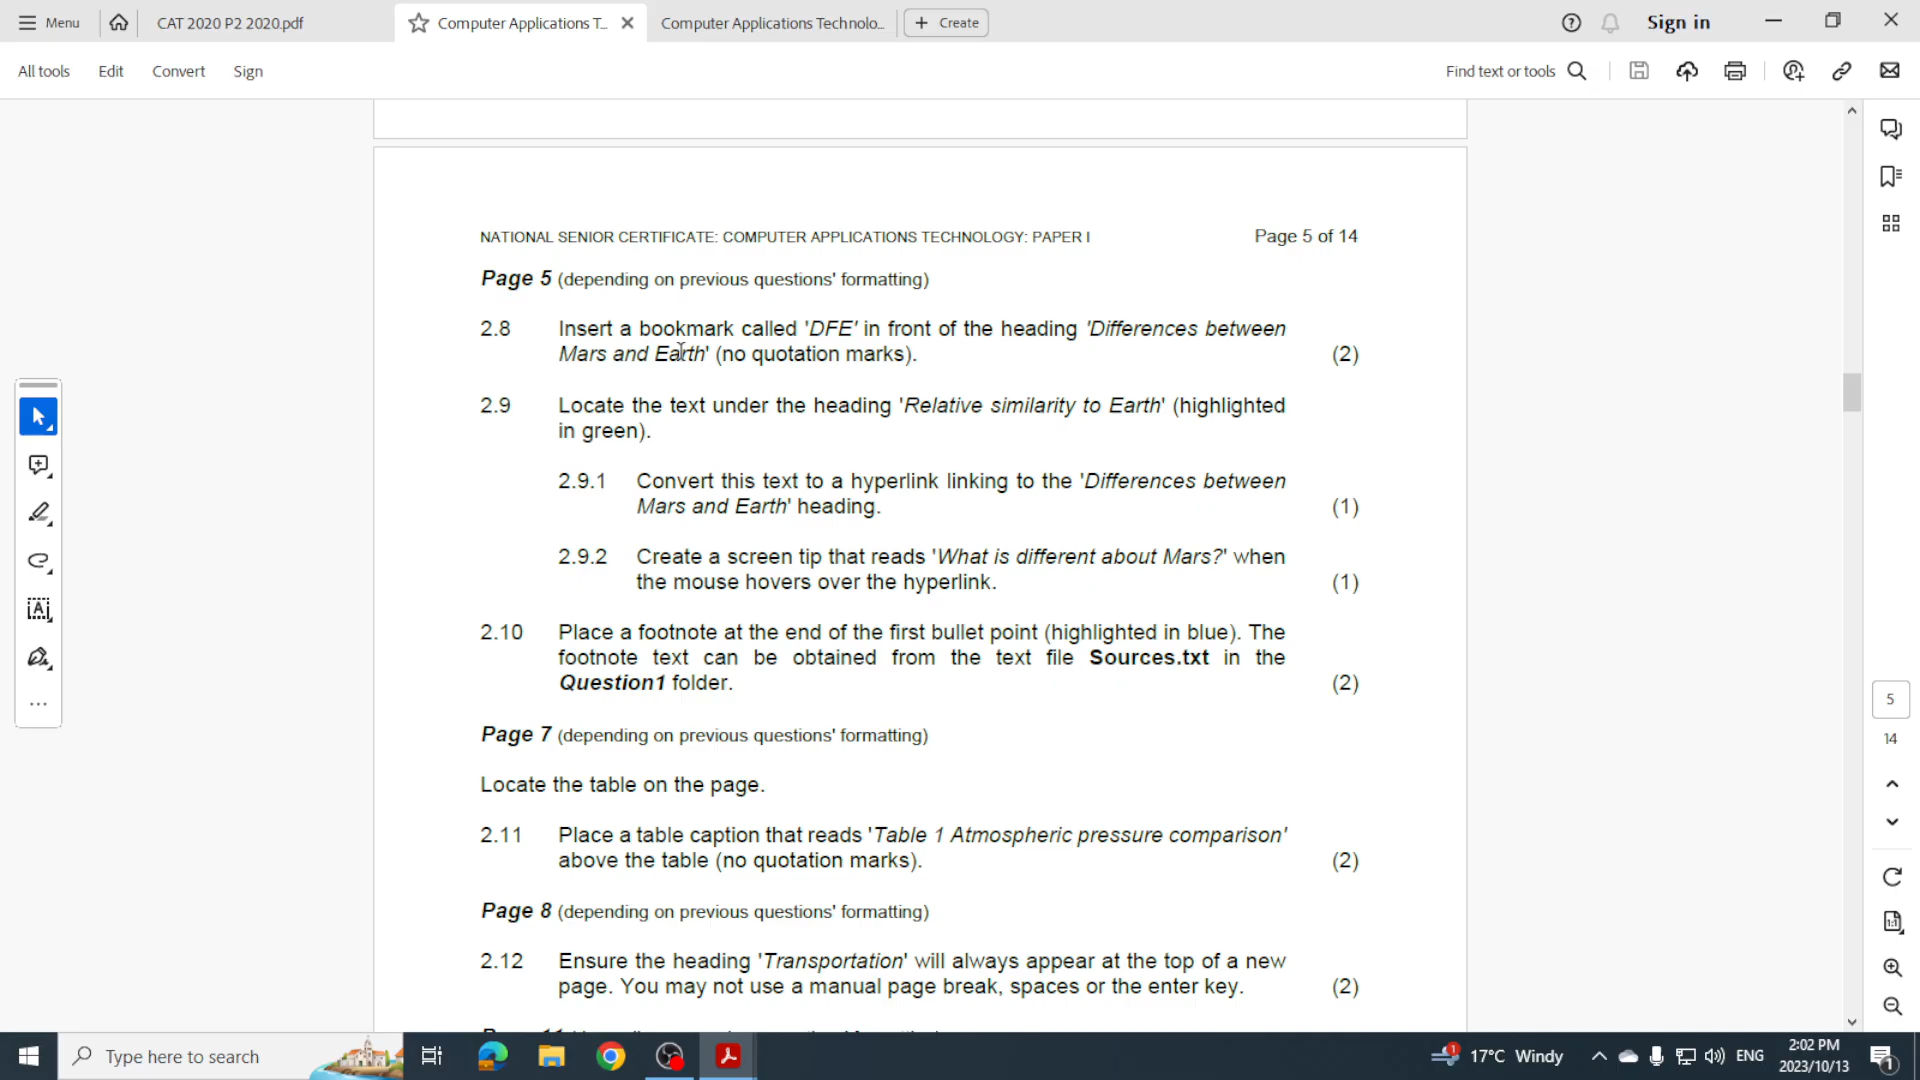 Menu
CAT 2020 P2 2020.pdf
Computer Applications T...
Computer Applications Technolo...
Create
Sign in
All tools
Edit
Convert
Sign
Find text or tools
NATIONAL SENIOR CERTIFICATE: COMPUTER APPLICATIONS TECHNOLOGY: PAPER I Page 5 of 14
Page 5 (depending on previous questions' formatting)
2.8 Insert a bookmark called 'DFE' in front of the heading 'Differences between
Mars and Earth' (no quotation marks). (2)
2.9 Locate the text under the heading 'Relative similarity to Earth' (highlighted
in green).
2.9.1 Convert this text to a hyperlink linking to the 'Differences between
Mars and Earth' heading. (1)
2.9.2 Create a screen tip that reads 'What is different about Mars?' when
the mouse hovers over the hyperlink. (1)
2.10 Place a footnote at the end of the first bullet point (highlighted in blue). The
footnote text can be obtained from the text file Sources.txt in the
Question1 folder. (2)
Page 7 (depending on previous questions' formatting)
Locate the table on the page.
2.11 Place a table caption that reads 'Table 1 Atmospheric pressure comparison'
above the table (no quotation marks). (2)
Page 8 (depending on previous questions' formatting)
2.12 Ensure the heading 'Transportation' will always appear at the top of a new
page. You may not use a manual page break, spaces or the enter key. (2)
5
14
Type here to search
1
17°C Windy
ENG
2:02 PM
2023/10/13
1